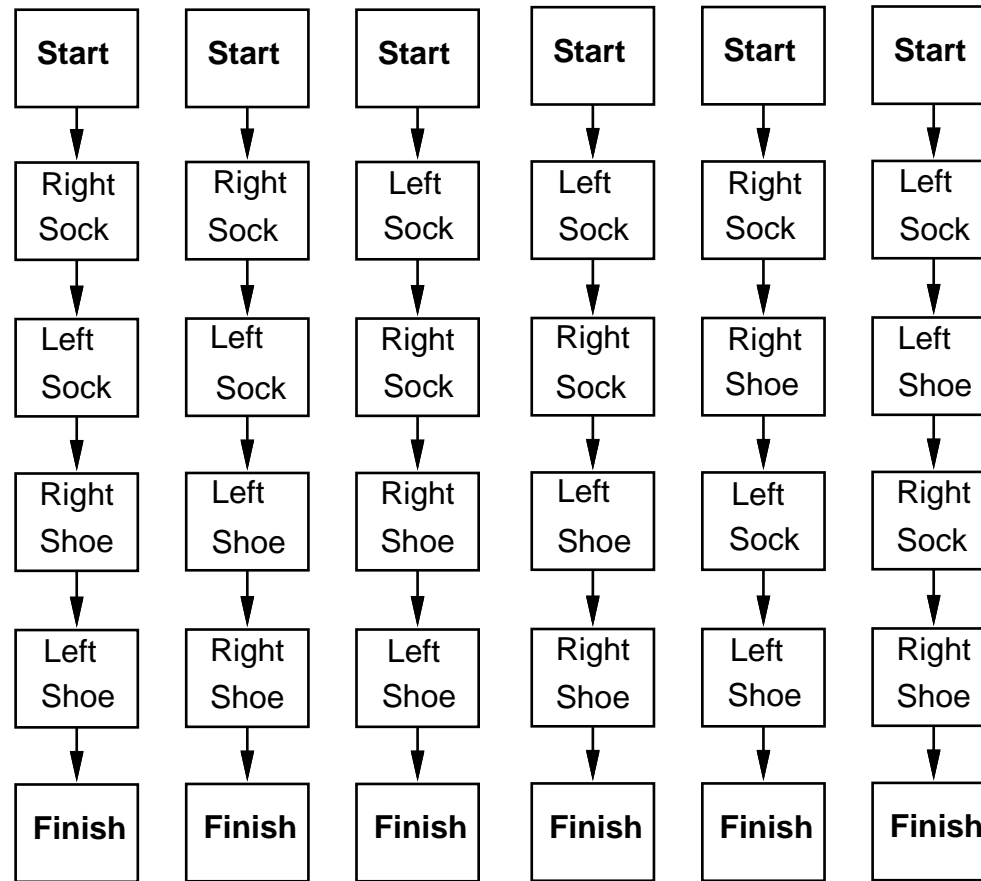 Start Start Start Start Start Start
Right Right Left Left Right Left
Sock Sock Sock Sock Sock Sock
Left Left Right Right Right Left
Sock Sock Sock Sock Shoe Shoe
Right Left Right Left Left Right
Shoe Shoe Shoe Shoe Sock Sock
Left Right Left Right Left Right
Shoe Shoe Shoe Shoe Shoe Shoe
Finish Finish Finish Finish Finish Finish